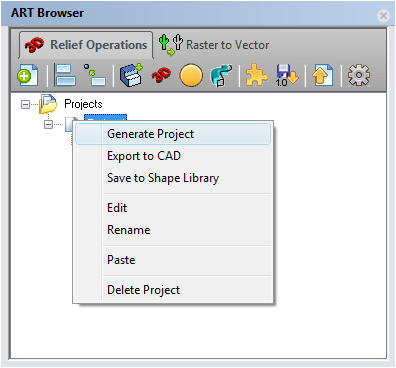 ART Browser
Relief Operations
Raster to Vector
1.0
Projects
Generate Project
Export to CAD
Save to Shape Library
Edit
Rename
Paste
Delete Project